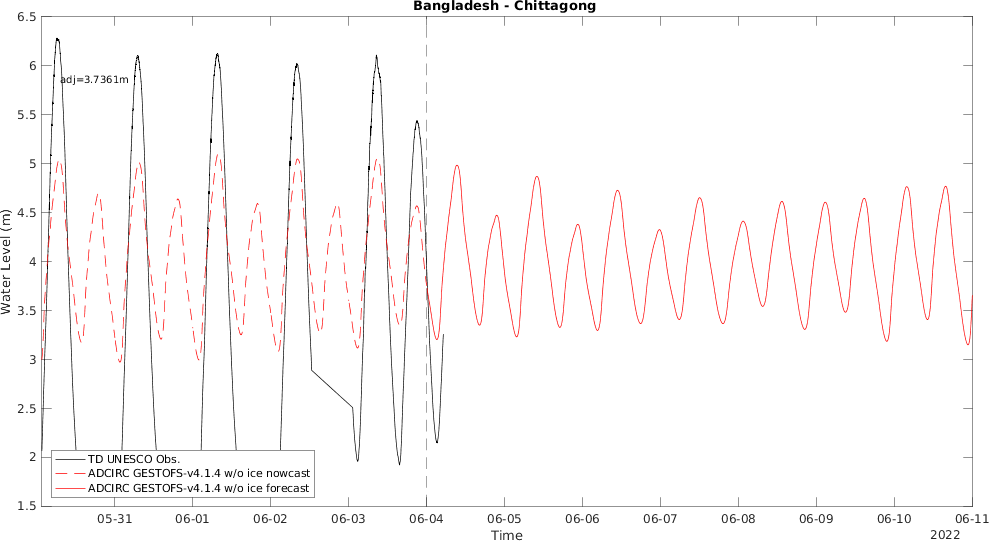 Bangladesh - Chittagong
6.5
6
5.5
5
4.5
4
3.5
3
2.5
2
1.5
Water Level (m)
adj=3.7361m
TD UNESCO Obs.
ADCIRC GESTOFS-v4.1.4 w/o ice nowcast
ADCIRC GESTOFS-v4.1.4 w/o ice forecast
05-31 06-01 06-02 06-03 06-04 06-05 06-06 06-07 06-08 06-09 06-10 06-11
Time
2022